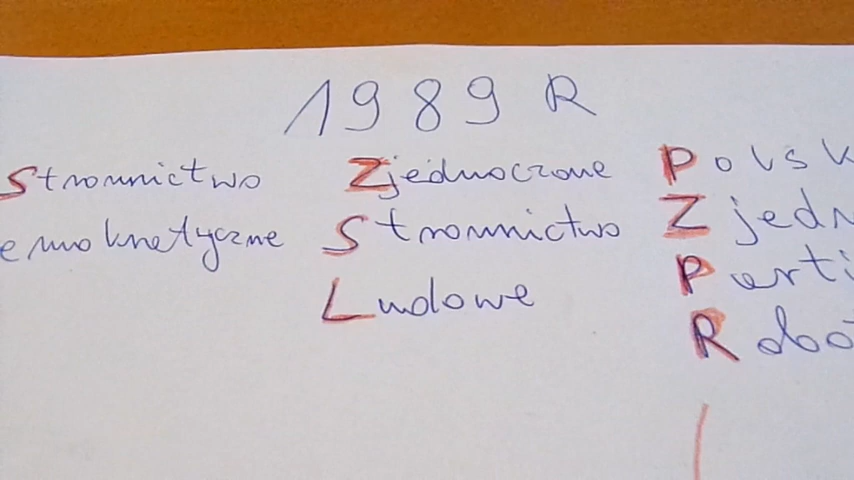 1989 R
Stronnictwo
emokratyczne
Zjednoczone
Stronnictwo
Ludowe
Polsk
Zjedn
Parti
Robo